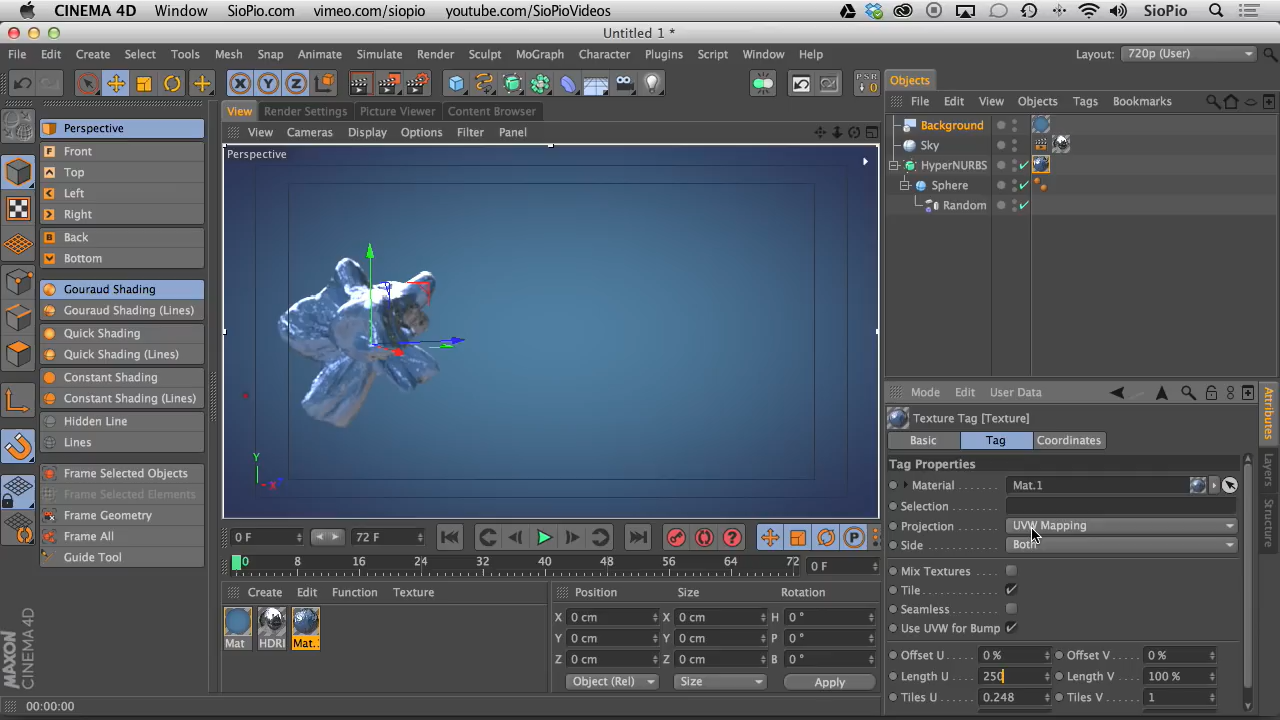 CINEMA 4D Window SioPio.com vimeo.com/siopio youtube.com/SioPioVideos SioPio
Untitled 1 *
File Edit Create Select Tools Mesh Snap Animate Simulate Render Sculpt MoGraph Character Plugins Script Window Help Layout: 720p (User)
X Y Z PSR 0
View Render Settings Picture Viewer Content Browser
View Cameras Display Options Filter Panel
Perspective
Perspective
F Front
T Top
L Left
R Right
Back
Bottom
Gouraud Shading
Gouraud Shading (Lines)
Quick Shading
Quick Shading (Lines)
Constant Shading
Constant Shading (Lines)
Hidden Line
Lines
Frame Selected Objects
Frame Selected Elements
Frame Geometry
Frame All
Guide Tool
Y
X
Objects
File Edit View Objects Tags Bookmarks
Background
Sky
HyperNURBS
Sphere
Random
Mode Edit User Data
Texture Tag [Texture]
Basic Tag Coordinates
Tag Properties
Material Mat.1
Selection
Projection UVW Mapping
Side Both
Mix Textures
Tile
Seamless
Use UVW for Bump
Offset U 0 % Offset V 0 %
Length U 250 Length V 100 %
Tiles U 0.248 Tiles V 1
Attributes
Layers
Structure
0 F 72 F P
0 8 16 24 32 40 48 56 64 72 0 F
Create Edit Function Texture
Mat HDRI Mat.
Position Size Rotation
X 0 cm X 0 cm H 0 °
Y 0 cm Y 0 cm P 0 °
Z 0 cm Z 0 cm B 0 °
Object (Rel) Size Apply
MAXON
CINEMA 4D
00:00:00